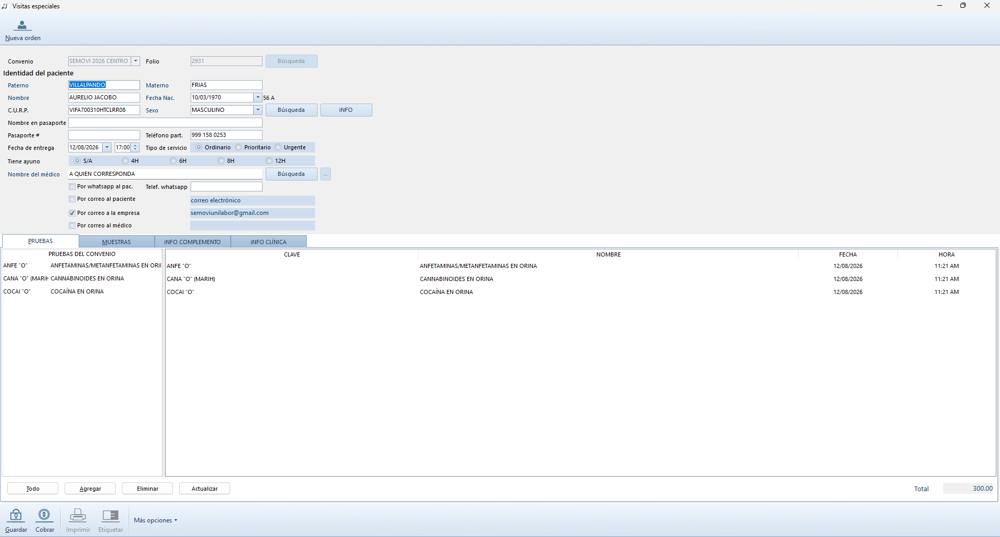 Visitas especiales
Nueva orden
Convenio SEMOVI 2026 CENTRO Folio 2931 Búsqueda
Identidad del paciente
Paterno VILLALPANDO Materno FRIAS
Nombre AURELIO JACOBO Fecha Nac. 10/03/1970 56 A
C.U.R.P. VIFA700310HTCLRR08 Sexo MASCULINO Búsqueda iNFO
Nombre en pasaporte
Pasaporte # Teléfono part. 999 158 0253
Fecha de entrega 12/08/2026 17:00 Tipo de servicio Ordinario Prioritario Urgente
Tiene ayuno S/A 4H 6H 8H 12H
Nombre del médico A QUIEN CORRESPONDA Búsqueda ...
Por whatsapp al pac. Telef. whatsapp
Por correo al paciente correo electrónico
Por correo a la empresa semoviunilabor@gmail.com
Por correo al médico
PRUEBAS MUESTRAS iNFO COMPLEMENTO iNFO CLÍNICA
PRUEBAS DEL CONVENIO CLAVE NOMBRE FECHA HORA
ANFE "O" ANFETAMINAS/METANFETAMINAS EN ORII ANFE "O" ANFETAMINAS/METANFETAMINAS EN ORINA 12/08/2026 11:21 AM
CANA "O" (MARIH CANNABINOIDES EN ORINA CANA "O" (MARIH) CANNABINOIDES EN ORINA 12/08/2026 11:21 AM
COCAI "O" COCAÍNA EN ORINA COCAI "O" COCAÍNA EN ORINA 12/08/2026 11:21 AM
Todo Agregar Eliminar Actualizar Total 300.00
Guardar Cobrar Imprimir Etiquetar Más opciones